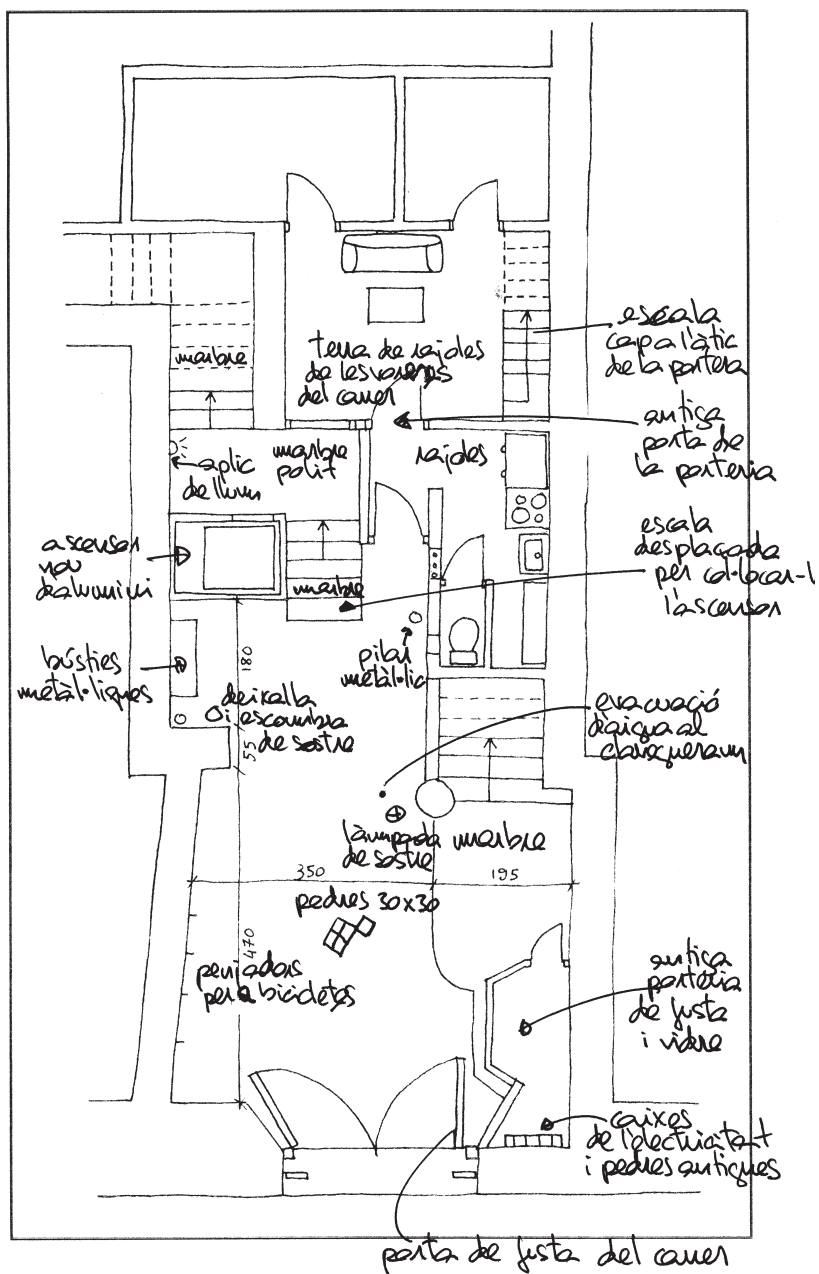 marbre
terra de rajoles
de les voreres
del carrer
escala
cap a l'àtic
de la portera
antiga
porta de
la porteria
marbre
polit
rajoles
aplic
de llum
ascensor
nou
d'alumini
marbre
escala
desplaçada
per col·locar-h
l'ascensor
bústies
metàl·liques
180
pilar
metàl·lic
deixalla
i escombra
de sostre
55
evacuació
d'aigua al
clavegueram
làmpada
de sostre
marbre
350
195
pedres 30x30
470
penjadors
per a bicicletes
antiga
porteria
de fusta
i vidre
caixes
de l'electricitat
i pedres antigues
porta de fusta del carrer